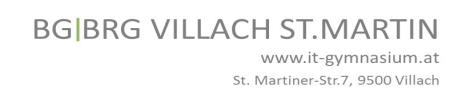 BG|BRG VILLACH ST.MARTIN
www.it-gymnasium.at
St. Martiner-Str.7, 9500 Villach